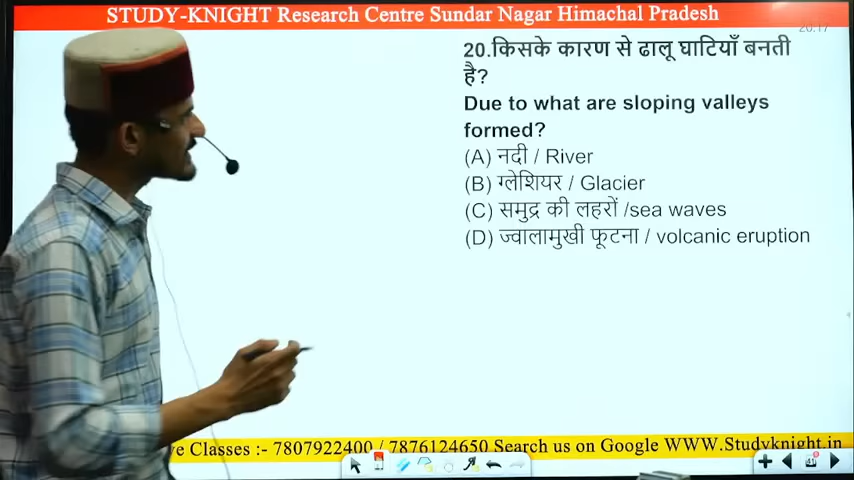 STUDY-KNIGHT Research Centre Sundar Nagar Himachal Pradesh
20:17
20.किसके कारण से ढालू घाटियाँ बनती
है?
Due to what are sloping valleys
formed?
(A) नदी / River
(B) ग्लेशियर / Glacier
(C) समुद्र की लहरों /sea waves
(D) ज्वालामुखी फूटना / volcanic eruption
ve Classes :- 7807922400 / 7876124650 Search us on Google WWW.Studyknight.in